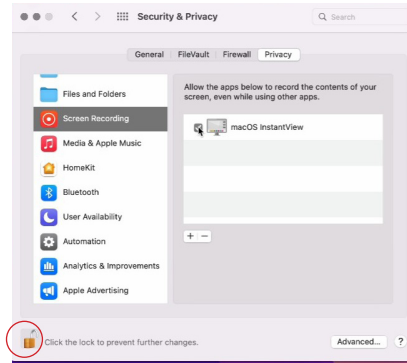 Security & Privacy
Search
General
FileVault
Firewall
Privacy
Files and Folders
Screen Recording
Media & Apple Music
HomeKit
Bluetooth
User Availability
Automation
Analytics & Improvements
Apple Advertising
Allow the apps below to record the contents of your
screen, even while using other apps.
macOS InstantView
+ −
Click the lock to prevent further changes.
Advanced...
?